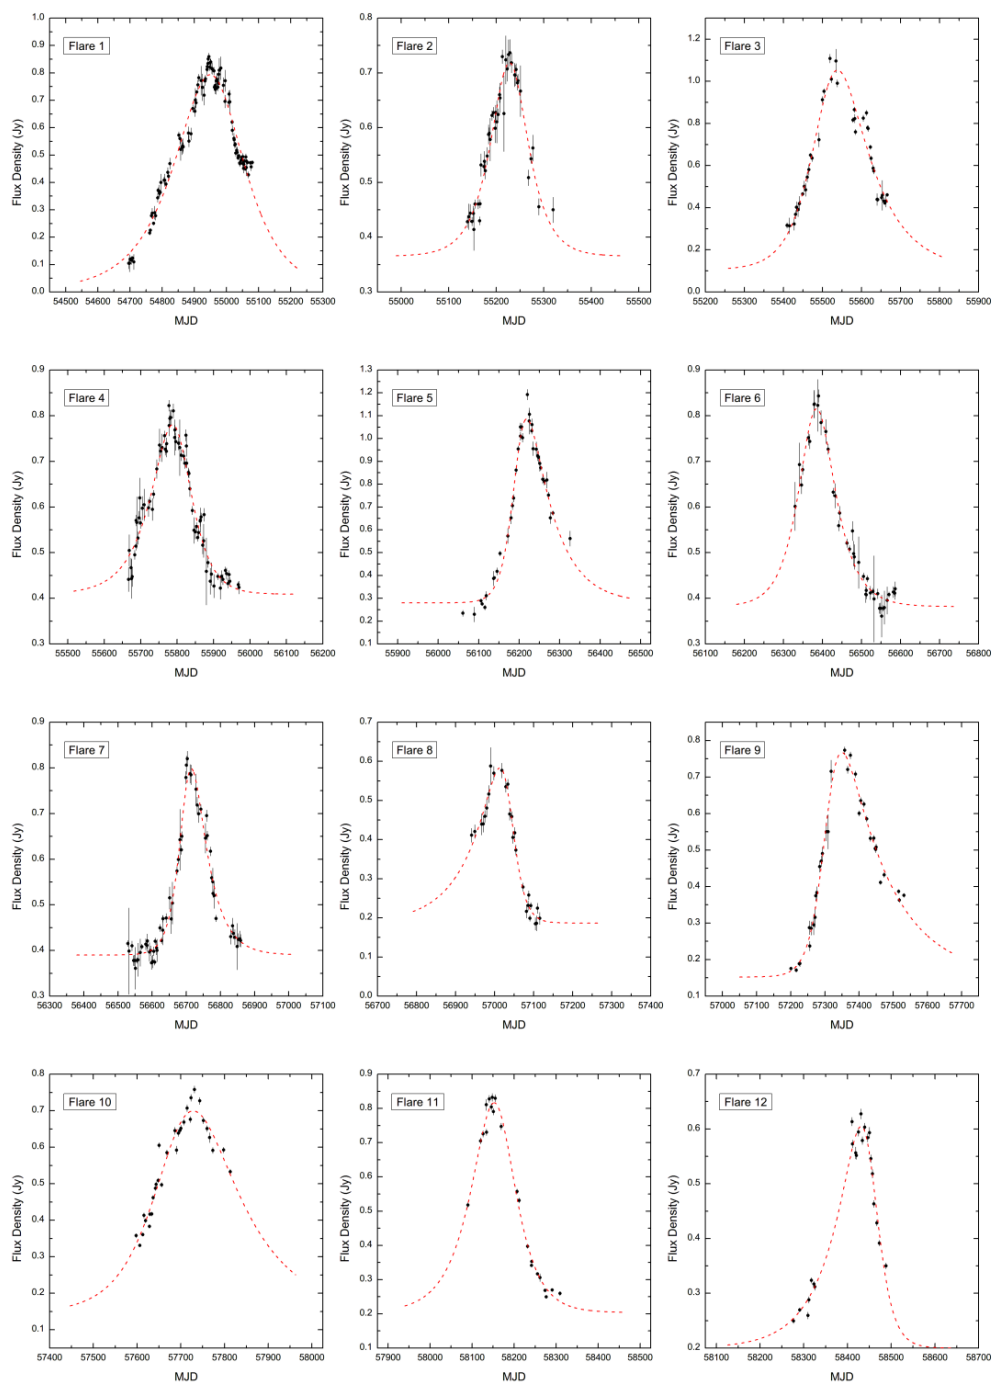 Flare 1
Flux Density (Jy)
1.0
0.9
0.8
0.7
0.6
0.5
0.4
0.3
0.2
0.1
0.0
54500 54600 54700 54800 54900 55000 55100 55200 55300
MJD
Flare 2
Flux Density (Jy)
0.8
0.7
0.6
0.5
0.4
0.3
55000 55100 55200 55300 55400 55500
MJD
Flare 3
Flux Density (Jy)
1.2
1.0
0.8
0.6
0.4
0.2
0.0
55200 55300 55400 55500 55600 55700 55800 55900
MJD
Flare 4
Flux Density (Jy)
0.9
0.8
0.7
0.6
0.5
0.4
0.3
55500 55600 55700 55800 55900 56000 56100 56200
MJD
Flare 5
Flux Density (Jy)
1.3
1.2
1.1
1.0
0.9
0.8
0.7
0.6
0.5
0.4
0.3
0.2
0.1
55900 56000 56100 56200 56300 56400 56500
MJD
Flare 6
Flux Density (Jy)
0.9
0.8
0.7
0.6
0.5
0.4
0.3
56100 56200 56300 56400 56500 56600 56700 56800
MJD
Flare 7
Flux Density (Jy)
0.9
0.8
0.7
0.6
0.5
0.4
0.3
56300 56400 56500 56600 56700 56800 56900 57000 57100
MJD
Flare 8
Flux Density (Jy)
0.7
0.6
0.5
0.4
0.3
0.2
0.1
0.0
56700 56800 56900 57000 57100 57200 57300 57400
MJD
Flare 9
Flux Density (Jy)
0.8
0.7
0.6
0.5
0.4
0.3
0.2
0.1
57000 57100 57200 57300 57400 57500 57600 57700
MJD
Flare 10
Flux Density (Jy)
0.8
0.7
0.6
0.5
0.4
0.3
0.2
0.1
57400 57500 57600 57700 57800 57900 58000
MJD
Flare 11
Flux Density (Jy)
0.9
0.8
0.7
0.6
0.5
0.4
0.3
0.2
0.1
57900 58000 58100 58200 58300 58400 58500
MJD
Flare 12
Flux Density (Jy)
0.7
0.6
0.5
0.4
0.3
0.2
58100 58200 58300 58400 58500 58600 58700
MJD